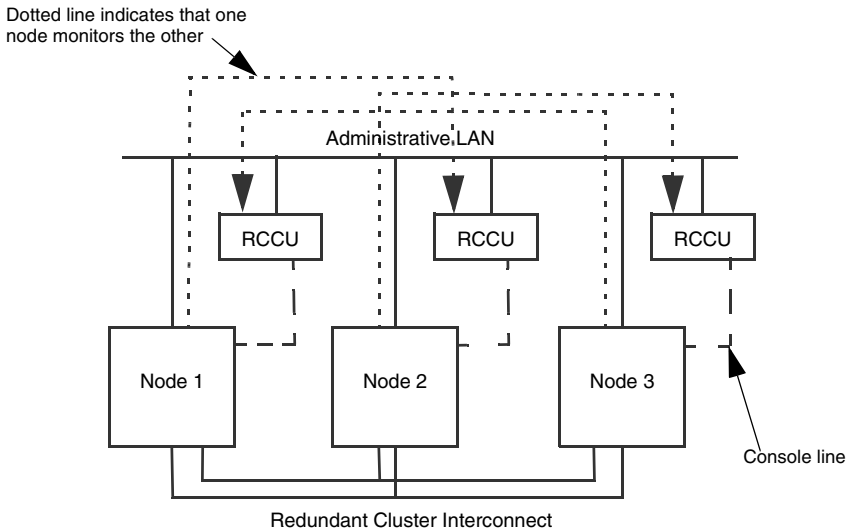 Dotted line indicates that one
node monitors the other
Administrative LAN
RCCU
RCCU
RCCU
Node 1
Node 2
Node 3
Console line
Redundant Cluster Interconnect